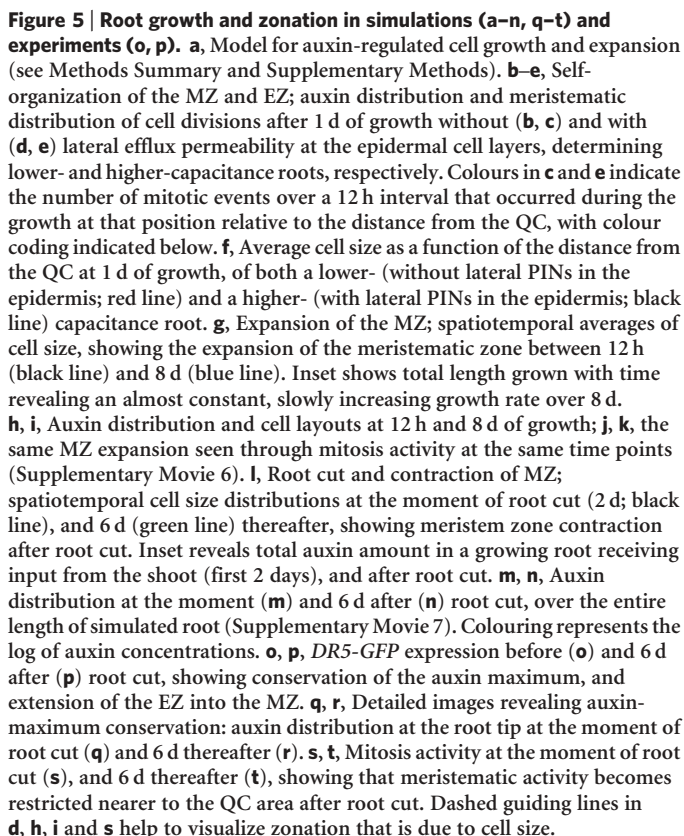 Figure 5 | Root growth and zonation in simulations (a–n, q–t) and
experiments (o, p). a, Model for auxin-regulated cell growth and expansion
(see Methods Summary and Supplementary Methods). b–e, Self-
organization of the MZ and EZ; auxin distribution and meristematic
distribution of cell divisions after 1 d of growth without (b, c) and with
(d, e) lateral efflux permeability at the epidermal cell layers, determining
lower- and higher-capacitance roots, respectively. Colours in c and e indicate
the number of mitotic events over a 12 h interval that occurred during the
growth at that position relative to the distance from the QC, with colour
coding indicated below. f, Average cell size as a function of the distance from
the QC at 1 d of growth, of both a lower- (without lateral PINs in the
epidermis; red line) and a higher- (with lateral PINs in the epidermis; black
line) capacitance root. g, Expansion of the MZ; spatiotemporal averages of
cell size, showing the expansion of the meristematic zone between 12 h
(black line) and 8 d (blue line). Inset shows total length grown with time
revealing an almost constant, slowly increasing growth rate over 8 d.
h, i, Auxin distribution and cell layouts at 12 h and 8 d of growth; j, k, the
same MZ expansion seen through mitosis activity at the same time points
(Supplementary Movie 6). l, Root cut and contraction of MZ;
spatiotemporal cell size distributions at the moment of root cut (2 d; black
line), and 6 d (green line) thereafter, showing meristem zone contraction
after root cut. Inset reveals total auxin amount in a growing root receiving
input from the shoot (first 2 days), and after root cut. m, n, Auxin
distribution at the moment (m) and 6 d after (n) root cut, over the entire
length of simulated root (Supplementary Movie 7). Colouring represents the
log of auxin concentrations. o, p, DR5-GFP expression before (o) and 6 d
after (p) root cut, showing conservation of the auxin maximum, and
extension of the EZ into the MZ. q, r, Detailed images revealing auxin-
maximum conservation: auxin distribution at the root tip at the moment of
root cut (q) and 6 d thereafter (r). s, t, Mitosis activity at the moment of root
cut (s), and 6 d thereafter (t), showing that meristematic activity becomes
restricted nearer to the QC area after root cut. Dashed guiding lines in
d, h, i and s help to visualize zonation that is due to cell size.